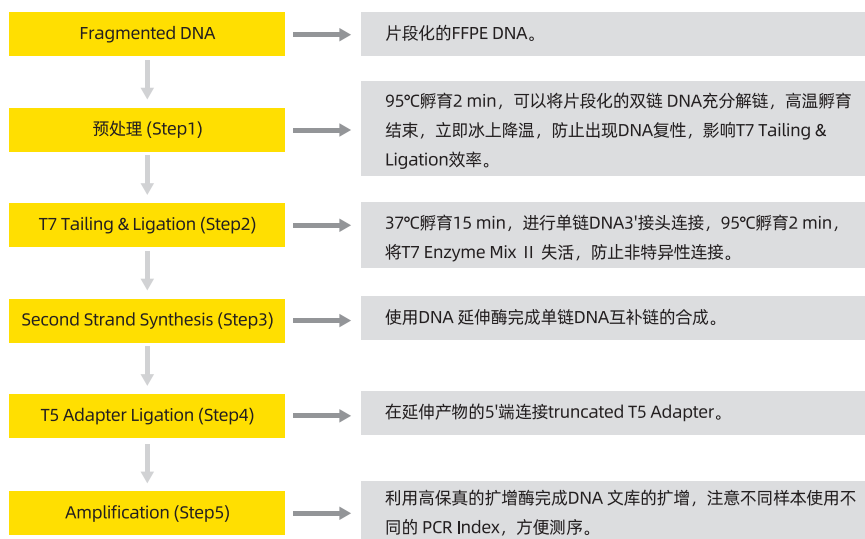 Fragmented DNA
片段化的FFPE DNA。
预处理 (Step1)
95℃孵育2 min，可以将片段化的双链 DNA充分解链，高温孵育
结束，立即冰上降温，防止出现DNA复性，影响T7 Tailing &
Ligation效率。
T7 Tailing & Ligation (Step2)
37℃孵育15 min，进行单链DNA3'接头连接，95℃孵育2 min，
将T7 Enzyme Mix Ⅱ 失活，防止非特异性连接。
Second Strand Synthesis (Step3)
使用DNA 延伸酶完成单链DNA互补链的合成。
T5 Adapter Ligation (Step4)
在延伸产物的5'端连接truncated T5 Adapter。
Amplification (Step5)
利用高保真的扩增酶完成DNA 文库的扩增，注意不同样本使用不
同的 PCR Index，方便测序。